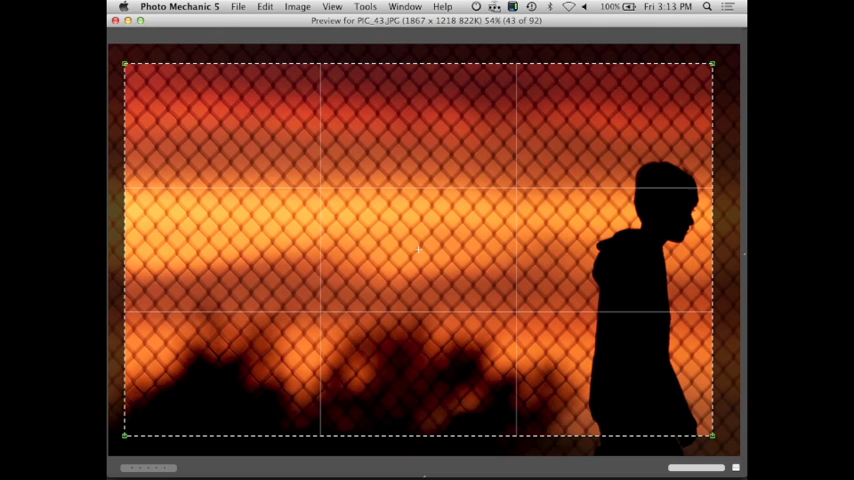 Photo Mechanic 5 File Edit Image View Tools Window Help 100% Fri 3:13 PM
Preview for PIC_43.JPG (1867 x 1218 822K) 54% (43 of 92)